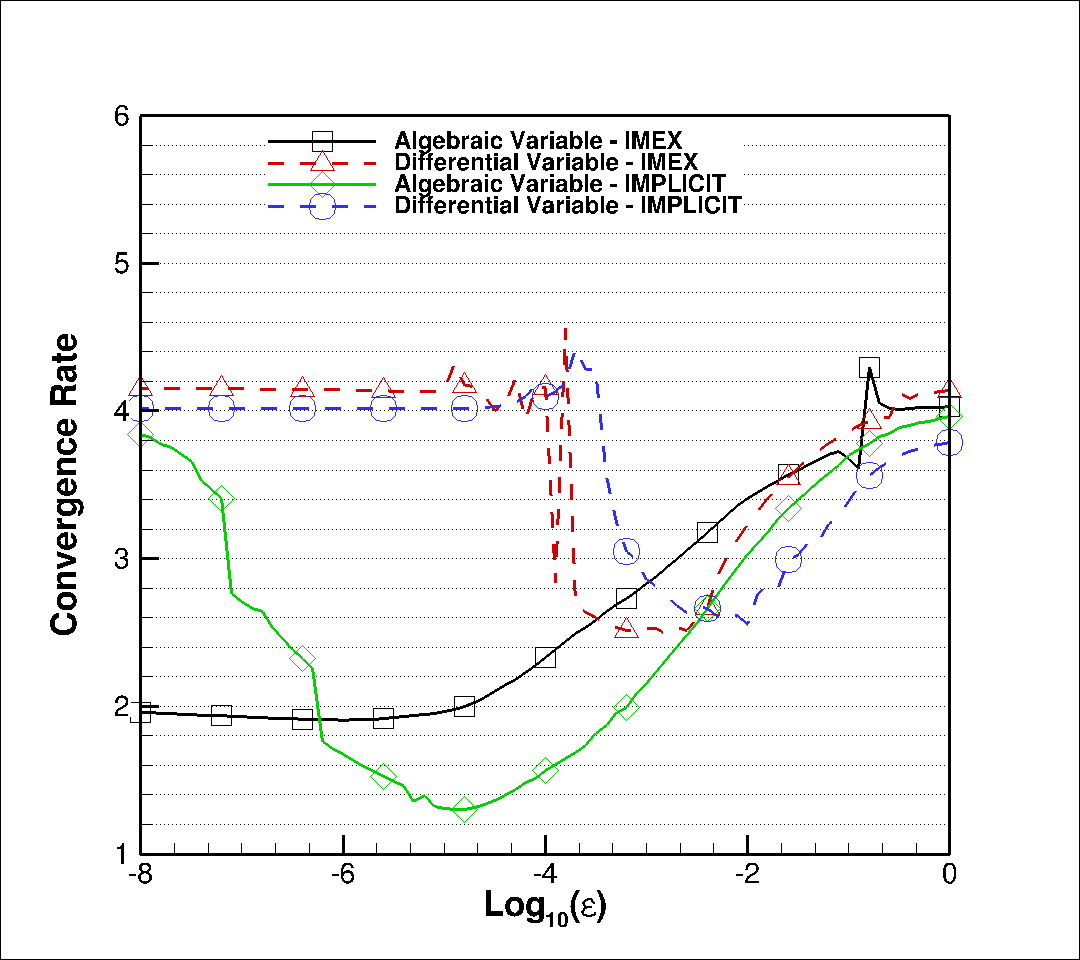 6
Algebraic Variable - IMEX
Differential Variable - IMEX
Algebraic Variable - IMPLICIT
Differential Variable - IMPLICIT
5
4
3
2
1
Convergence Rate
-8 -6 -4 -2 0
Log10(ε)